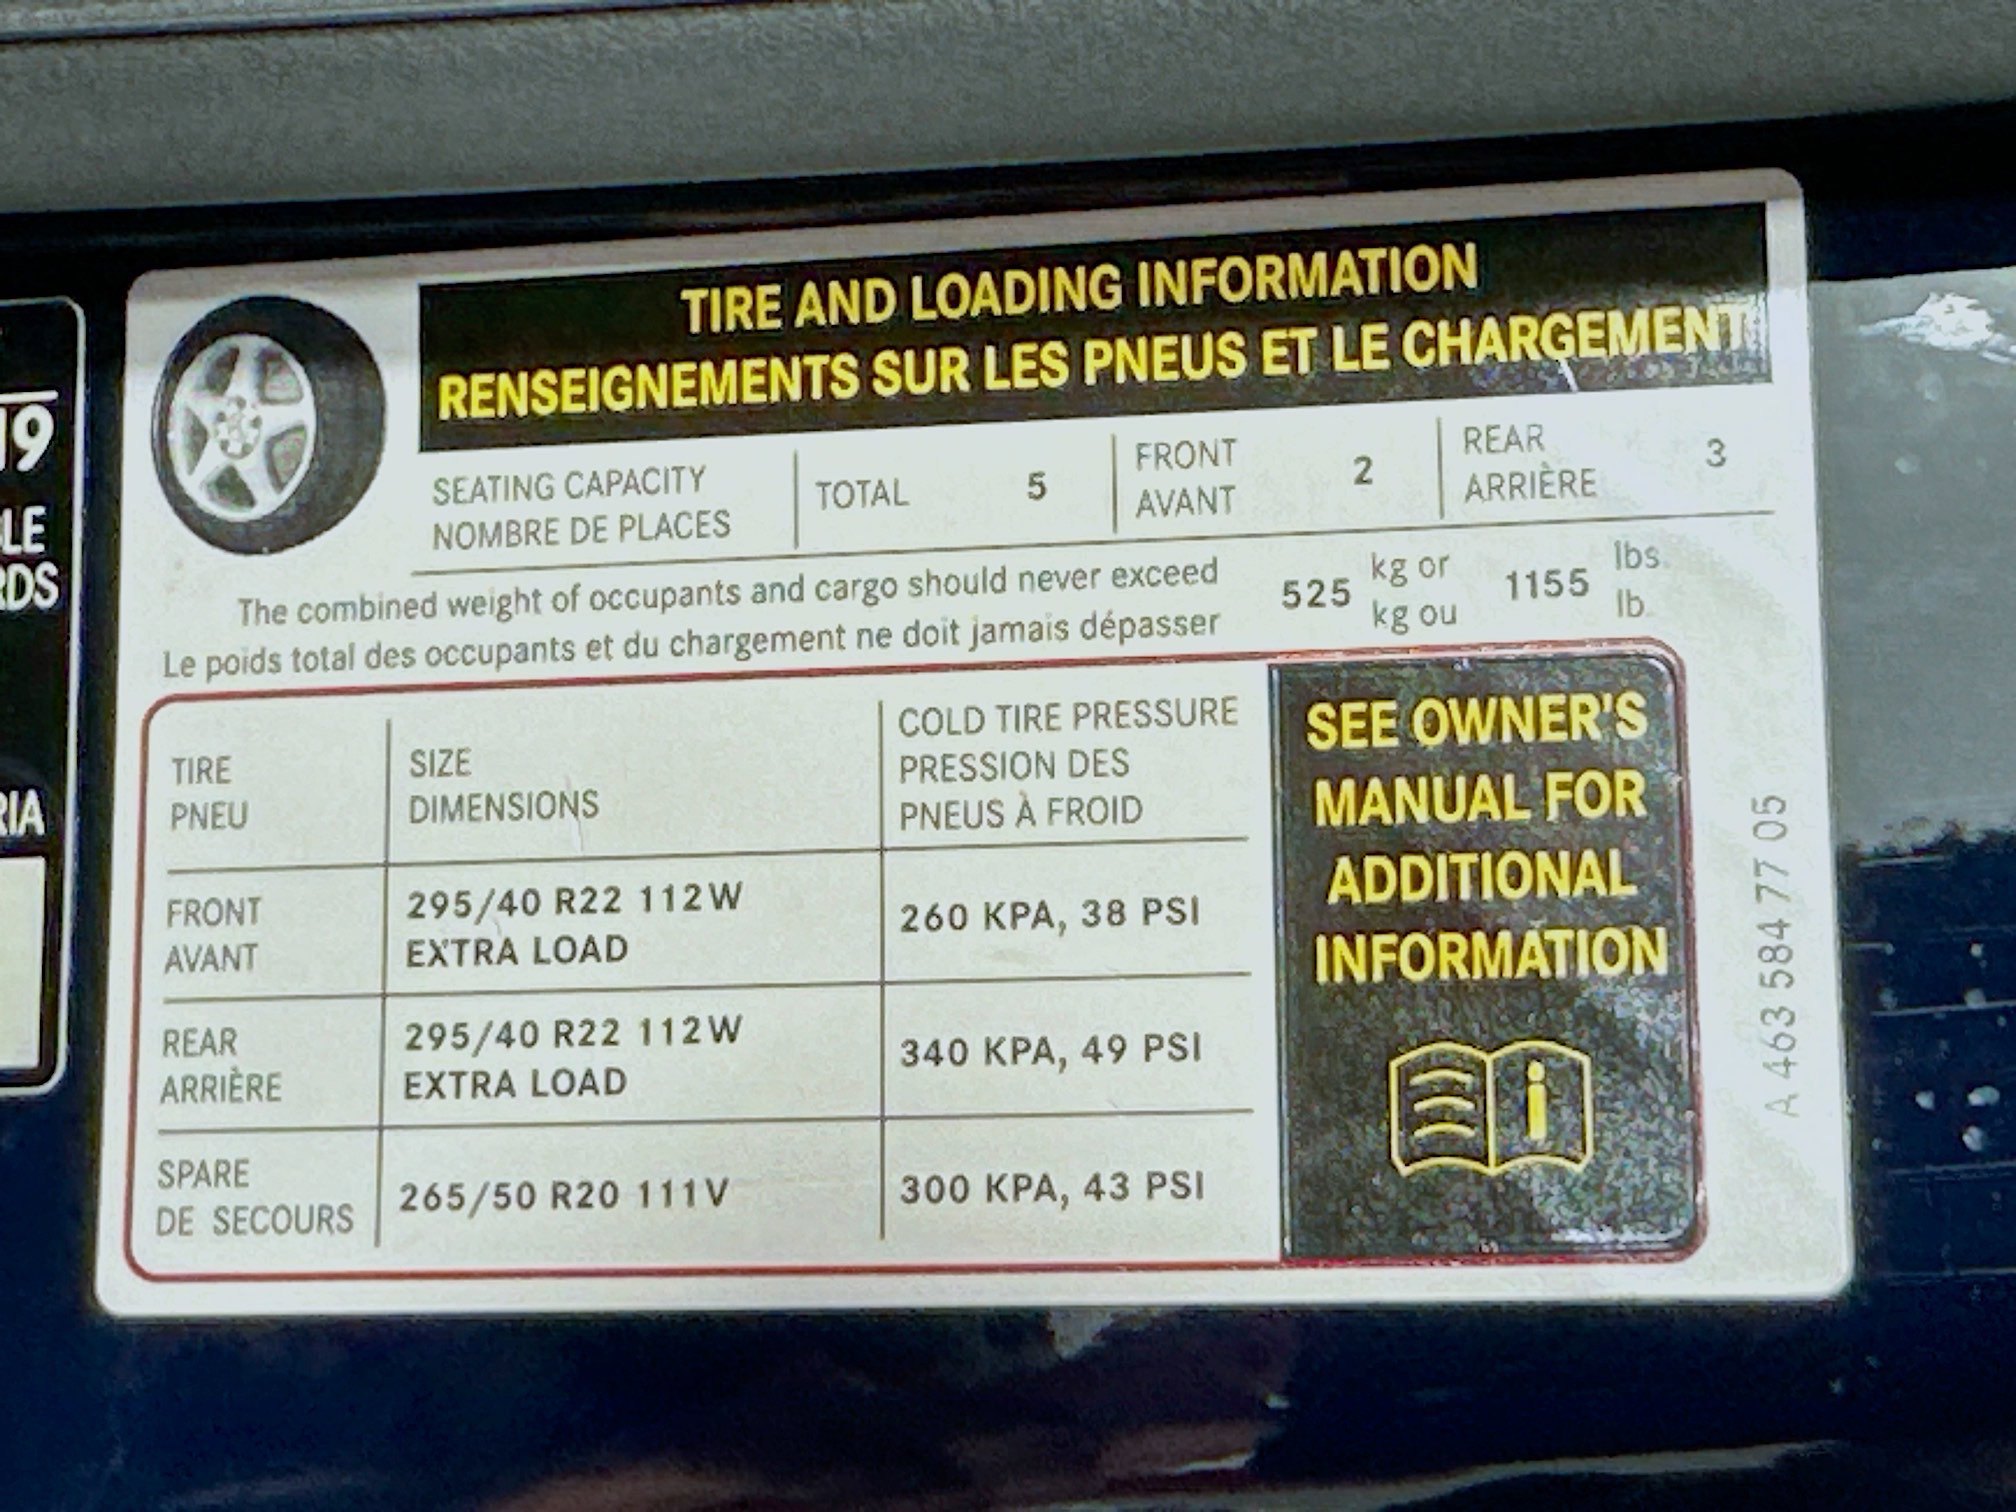 TIRE AND LOADING INFORMATION
RENSEIGNEMENTS SUR LES PNEUS ET LE CHARGEMENT
SEATING CAPACITY
NOMBRE DE PLACES
TOTAL 5
FRONT
AVANT
2
REAR
ARRIÈRE
3
The combined weight of occupants and cargo should never exceed 525 kg or 1155 lbs.
Le poids total des occupants et du chargement ne doit jamais dépasser kg ou lb.
TIRE
PNEU
SIZE
DIMENSIONS
COLD TIRE PRESSURE
PRESSION DES
PNEUS À FROID
FRONT
AVANT
295/40 R22 112W
EXTRA LOAD
260 KPA, 38 PSI
REAR
ARRIÈRE
295/40 R22 112W
EXTRA LOAD
340 KPA, 49 PSI
SPARE
DE SECOURS
265/50 R20 111V
300 KPA, 43 PSI
SEE OWNER'S
MANUAL FOR
ADDITIONAL
INFORMATION
i
A 463 584 77 05
19
LE
RDS
RIA